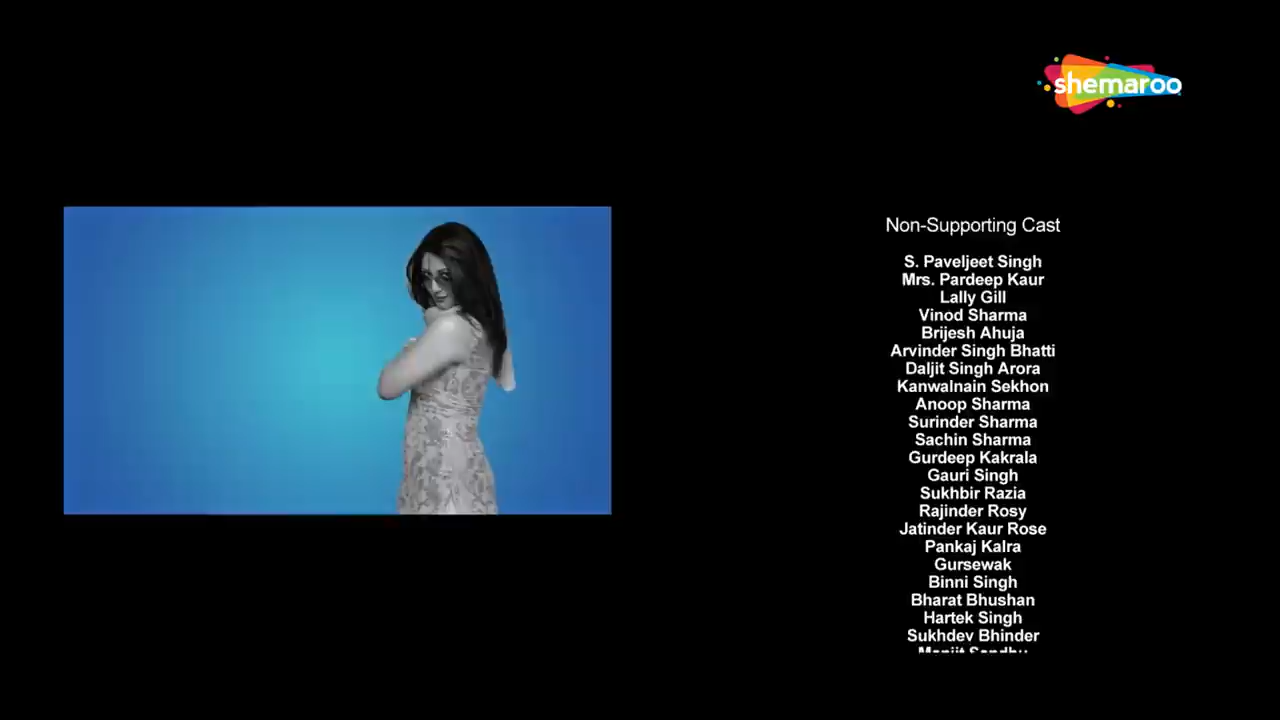 shemaroo
Non-Supporting Cast
S. Paveljeet Singh
Mrs. Pardeep Kaur
Lally Gill
Vinod Sharma
Brijesh Ahuja
Arvinder Singh Bhatti
Daljit Singh Arora
Kanwalnain Sekhon
Anoop Sharma
Surinder Sharma
Sachin Sharma
Gurdeep Kakrala
Gauri Singh
Sukhbir Razia
Rajinder Rosy
Jatinder Kaur Rose
Pankaj Kalra
Gursewak
Binni Singh
Bharat Bhushan
Hartek Singh
Sukhdev Bhinder